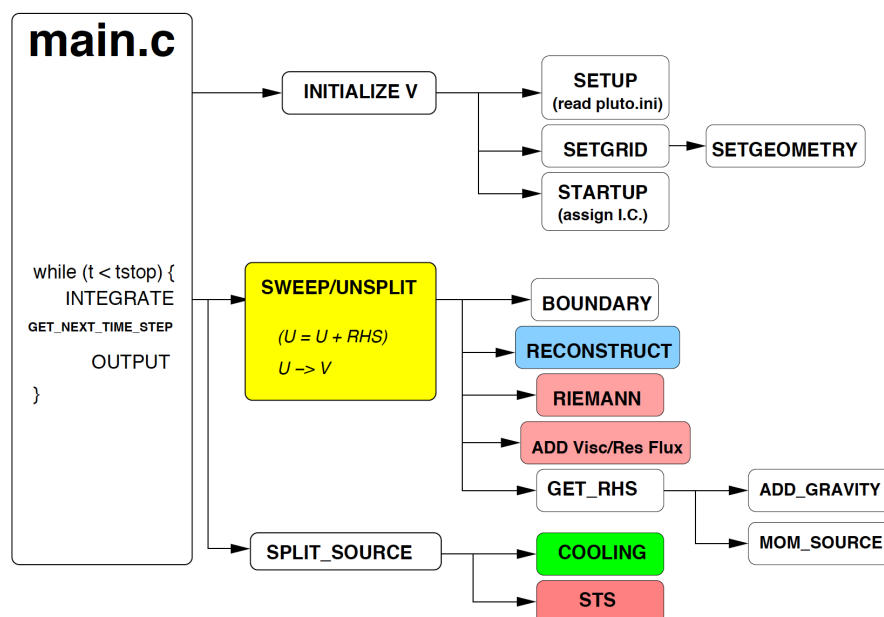 main.c
INITIALIZE V
SETUP
(read pluto.ini)
SETGRID
SETGEOMETRY
STARTUP
(assign I.C.)
while (t < tstop) {
INTEGRATE
GET_NEXT_TIME_STEP
OUTPUT
}
SWEEP/UNSPLIT
(U = U + RHS)
U –> V
BOUNDARY
RECONSTRUCT
RIEMANN
ADD Visc/Res Flux
GET_RHS
ADD_GRAVITY
MOM_SOURCE
SPLIT_SOURCE
COOLING
STS